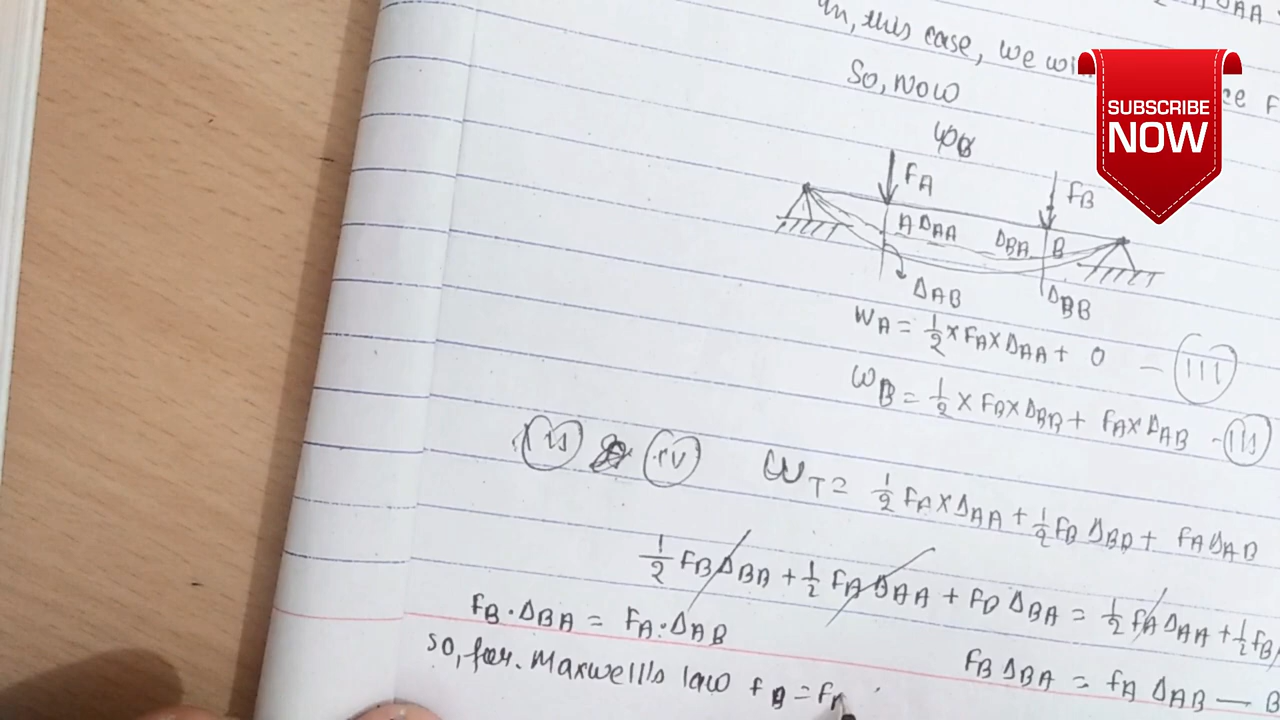 In, this case, we wi
So, Now
SUBSCRIBE
NOW
FA
FB
A ΔAA
ΔBA B
ΔAB
ΔBB
WA = 1/2 × FA × ΔAA + 0 – (III)
WB = 1/2 × FB × ΔBB + FA × ΔAB –
(iv) WT = 1/2 FA × ΔAA + 1/2 FB ΔBB + FA ΔAB
1/2 FB ΔBA + 1/2 FA ΔAA + FB ΔBA = 1/2 FA ΔAA + 1/2 FB
FB · ΔBA = FA · ΔAB
FB ΔBA = FA ΔAB — B
So, for. Maxwell's law FB = FA